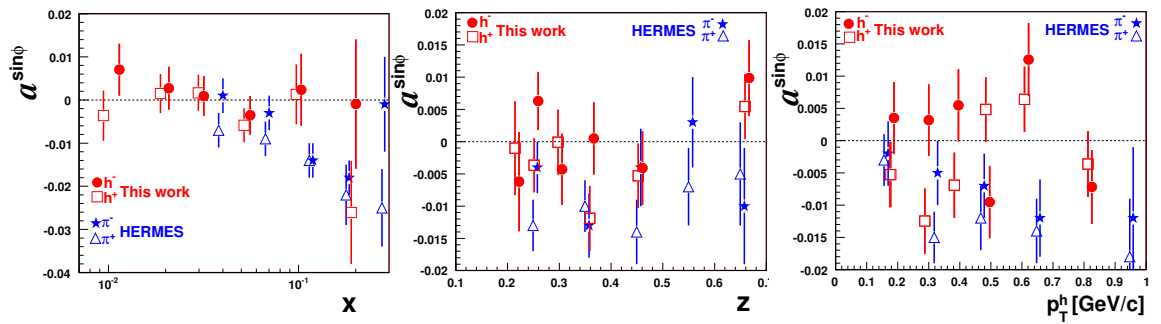 a^sinϕ
0.01
0
-0.01
-0.02
-0.03
-0.04
h⁻
h⁺ This work
π⁻
π⁺ HERMES
10⁻²
10⁻¹
x
a^sinϕ
0.02
0.015
0.01
0.005
0
-0.005
-0.01
-0.015
-0.02
h⁻
h⁺ This work
HERMES π⁻
π⁺
0.1
0.2
0.3
0.4
0.5
0.6
z
a^sinϕ
0.02
0.015
0.01
0.005
0
-0.005
-0.01
-0.015
-0.02
h⁻
h⁺ This work
HERMES π⁻
π⁺
0
0.1
0.2
0.3
0.4
0.5
0.6
0.7
0.8
0.9
1
p_T^h [GeV/c]